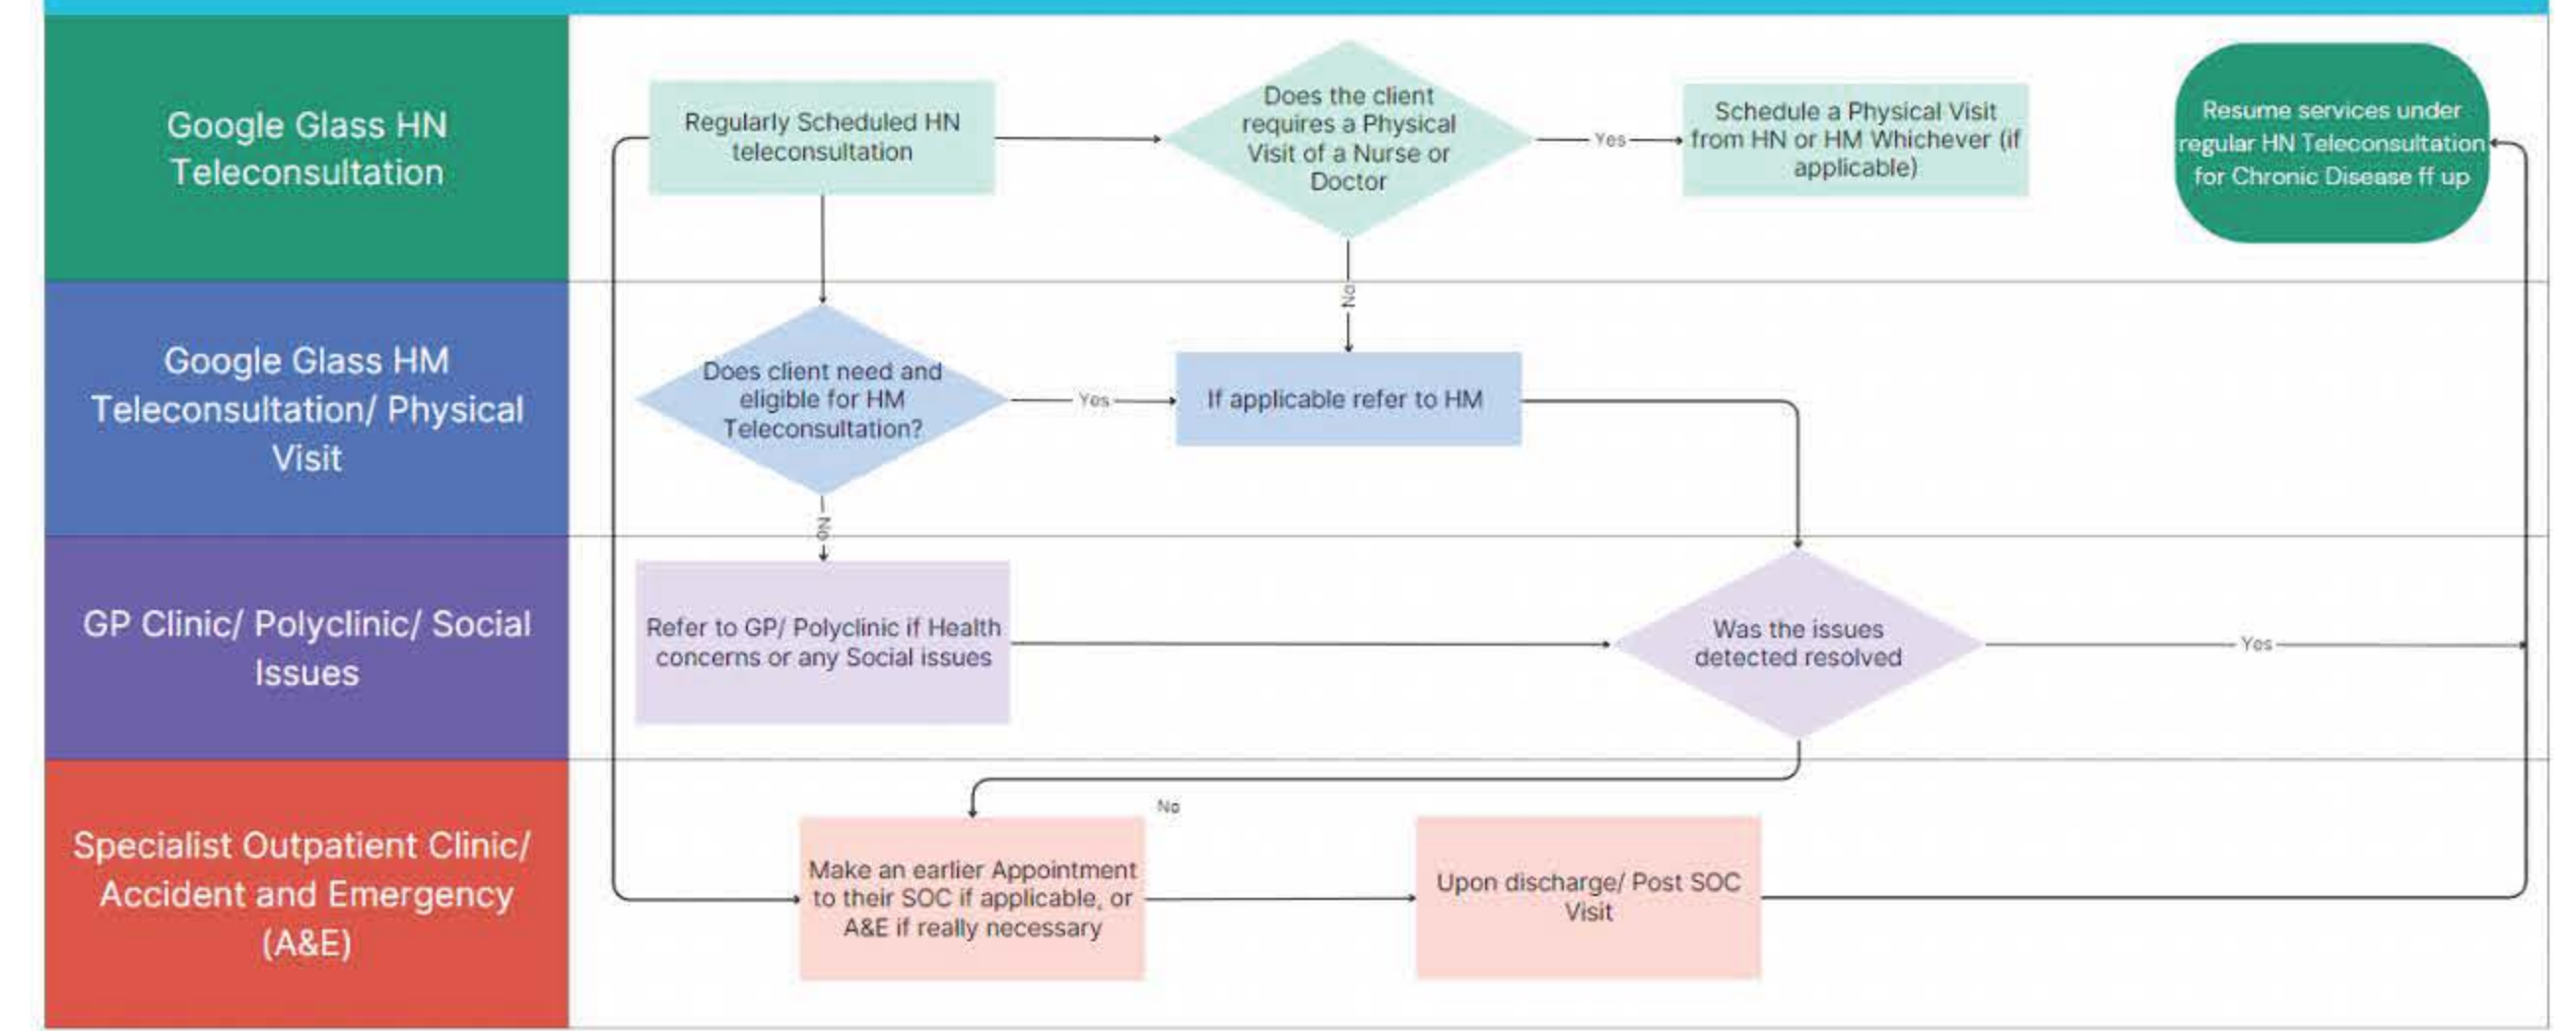 Google Glass HN
Teleconsultation
Regularly Scheduled HN
teleconsultation
Does the client
requires a Physical
Visit of a Nurse or
Doctor
Yes
Schedule a Physical Visit
from HN or HM Whichever (if
applicable)
Resume services under
regular HN Teleconsultation
for Chronic Disease ff up
No
Google Glass HM
Teleconsultation/ Physical
Visit
Does client need and
eligible for HM
Teleconsultation?
Yes
If applicable refer to HM
No
GP Clinic/ Polyclinic/ Social
Issues
Refer to GP/ Polyclinic if Health
concerns or any Social issues
Was the issues
detected resolved
Yes
No
Specialist Outpatient Clinic/
Accident and Emergency
(A&E)
Make an earlier Appointment
to their SOC if applicable, or
A&E if really necessary
Upon discharge/ Post SOC
Visit